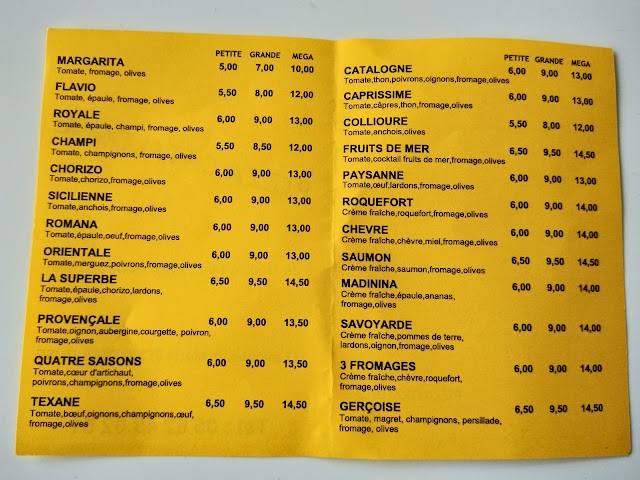 PETITE GRANDE MEGA
MARGARITA 5,00 7,00 10,00
Tomate, fromage, olives
FLAVIO 5,50 8,00 12,00
Tomate, épaule, fromage, olives
ROYALE 6,00 9,00 13,00
Tomate, épaule, champi, fromage, olives
CHAMPI 5,50 8,50 12,00
Tomate, champignons, fromage, olives
CHORIZO 6,00 9,00 13,00
Tomate,chorizo,fromage,olives
SICILIENNE 6,00 9,00 13,00
Tomate,anchois,fromage,olives
ROMANA 6,00 9,00 13,00
Tomate,épaule,oeuf,fromage,olives
ORIENTALE 6,00 9,00 13,00
Tomate,merguez,poivrons,fromage,olives
LA SUPERBE 6,50 9,50 14,50
Tomate,épaule,chorizo,lardons,
fromage,olives
PROVENÇALE 6,00 9,00 13,50
Tomate,oignon,aubergine,courgette, poivron,
fromage,olives
QUATRE SAISONS 6,00 9,00 13,50
Tomate,cœur d'artichaut,
poivrons,champignons,fromage,olives
TEXANE 6,50 9,50 14,50
Tomate,bœuf,oignons,champignons,œuf,
fromage,olives
PETITE GRANDE MEGA
CATALOGNE 6,00 9,00 13,00
Tomate,thon,poivrons,oignons,fromage,olives
CAPRISSIME 6,00 9,00 13,00
Tomate,câpres,thon,fromage,olives
COLLIOURE 5,50 8,00 12,00
Tomate,anchois,olives
FRUITS DE MER 6,50 9,50 14,50
Tomate,cocktail fruits de mer,fromage,olives
PAYSANNE 6,00 9,00 13,00
Tomate,œuf,lardons,fromage,olives
ROQUEFORT 6,00 9,00 14,00
Crème fraîche,roquefort,fromage,olives
CHEVRE 6,00 9,00 14,00
Crème fraîche,chèvre,miel,fromage,olives
SAUMON 6,50 9,50 14,50
Crème fraîche,saumon,fromage,olives
MADININA 6,00 9,00 14,00
Crème fraîche,épaule,ananas,
fromage,olives
SAVOYARDE 6,00 9,00 14,00
Crème fraîche,pommes de terre,
lardons,oignon,fromage,olives
3 FROMAGES 6,00 9,00 14,00
Crème fraîche,chèvre,roquefort,
fromage,olives
GERÇOISE 6,50 9,50 14,50
Tomate, magret, champignons, persillade,
fromage, olives